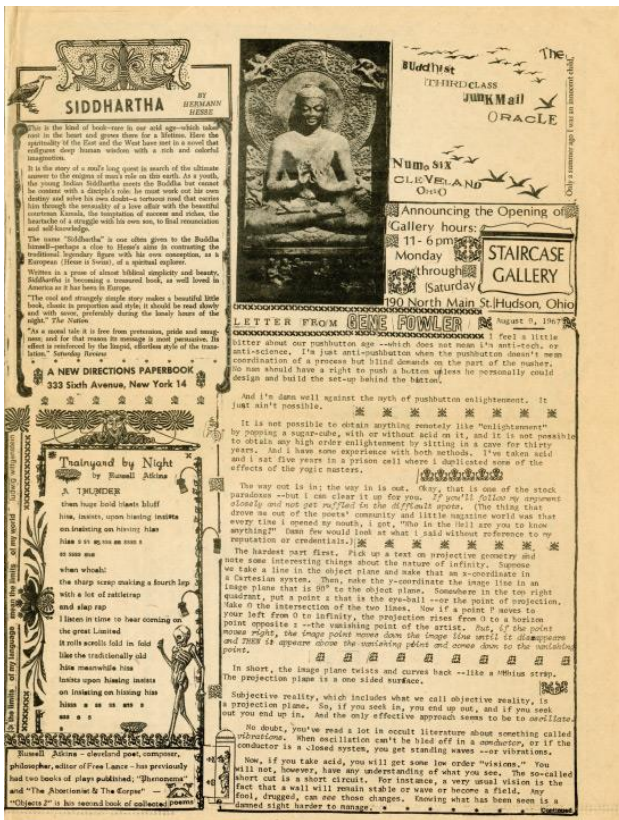 SIDDHARTHA
BY
HERMANN
HESSE
This is the kind of book—rare in our acid age—which takes
root in the heart and grows there for a lifetime. Here the
spirituality of the East and the West have met in a novel that
enfigures deep human wisdom with a rich and colorful
imagination.
It is the story of a soul's long quest in search of the ultimate
answer to the enigma of man's role on this earth. As a youth,
the young Indian Siddhartha meets the Buddha but cannot
be content with a disciple's role: he must work out his own
destiny and solve his own doubt—a tortuous road that carries
him through the sensuality of a love affair with the beautiful
courtesan Kamala, the temptation of success and riches, the
heartache of a struggle with his own son, to final renunciation
and self-knowledge.
The name "Siddhartha" is one often given to the Buddha
himself—perhaps a clue to Hesse's aims in contrasting the
traditional legendary figure with his own conception, as a
European (Hesse is Swiss), of a spiritual explorer.
Written in a prose of almost biblical simplicity and beauty,
Siddhartha is becoming a treasured book, as well loved in
America as it has been in Europe.
"The cool and strangely simple story makes a beautiful little
book, classic in proportion and style; it should be read slowly
and with savor, preferably during the lonely hours of the
night." The Nation
"As a moral tale it is free from pretension, pride and smug-
ness; and for that reason its message is most persuasive. Its
effect is reinforced by the limpid, effortless style of the trans-
lation." Saturday Review
A NEW DIRECTIONS PAPERBOOK
333 Sixth Avenue, New York 14
The
Buddhist
THIRD CLASS
JunkMail
ORACLE
Num. six
CLEVELAND
OhiO
Only a summer ago I was an innocent child,
Announcing the Opening of
Gallery hours:
11 - 6 pm
Monday
through
Saturday
STAIRCASE
GALLERY
190 North Main St. Hudson, Ohio
LETTER FROM GENE FOWLER
August 9, 1967
I feel a little
bitter about our pushbutton age --which does not mean i'm anti-tech. or
anti-science. I'm just anti-pushbutton when the pushbutton doesn't mean
coordination of a process but blind demands on the part of the pusher.
No man should have a right to push a button unless he personally could
design and build the set-up behind the button.
And i'm damn well against the myth of pushbutton enlightenment. It
just ain't possible.
It is not possible to obtain anything remotely like "enlightenment"
by popping a sugar-cube, with or without acid on it, and it is not possible
to obtain any high order enlightenment by sitting in a cave for thirty
years. And i have some experience with both methods. I've taken acid
and i sat five years in a prison cell where i duplicated some of the
effects of the yogic masters.
The way out is in; the way in is out. Okay, that is one of the stock
paradoxes --but i can clear it up for you. If you'll follow my argument
closely and not get ruffled in the difficult spots. (The thing that
drove me out of the poets' community and little magazine world was that
every time i opened my mouth, i got, "Who in the Hell are you to know
anything?" Damn few would look at what i said without reference to my
reputation or credentials.)
The hardest part first. Pick up a text on projective geometry and
note some interesting things about the nature of infinity. Suppose
we take a line in the object plane and make that an x-coordinate in
a Cartesian system. Then, make the y-coordinate the image line in an
image plane that is 90° to the object plane. Somewhere in the top right
quadrant, put a point z that is the eye-ball --or the point of projection.
Make O the intersection of the two lines. Now if a point P moves to
your left from O to infinity, the projection rises from O to a horizon
point opposite z --the vanishing point of the artist. But, if the point
moves right, the image point moves down the image line until it disappears
and THEN it appears above the vanishing point and comes down to the vanishing
point.
In short, the image plane twists and curves back --like a Möbius strap.
The projection plane is a one sided surface.
Subjective reality, which includes what we call objective reality, is
a projection plane. So, if you seek in, you end up out, and if you seek
out you end up in. And the only effective approach seems to be to oscillate.
No doubt, you've read a lot in occult literature about something called
vibrations. When oscillation can't be bled off in a conductor, or if the
conductor is a closed system, you get standing waves --or vibrations.
Now, if you take acid, you will get some low order "visions." You
will not, however, have any understanding of what you see. The so-called
short cut is a short circuit. For instance, a very usual vision is the
fact that a wall will remain stable or wave or become a field. Any
fool, drugged, can see those changes. Knowing what has been seen is a
damned sight harder to manage.
Continued
Trainyard by Night
by Russell Atkins
A THUNDER
then huge bold blasts bluff
hiss, insists, upon hissing insists
on insisting on hissing hiss
when whoosh!
the sharp scrap making a fourth leap
with a lot of rattletrap
and slap rap
I listen in time to hear coming on
the great Limited
it rolls scrolls fold in fold
like the traditionally old
hiss meanwhile hiss
insists upon hissing insists
on insisting on hissing hiss
the limits of my language mean the limits of my world
Russell Atkins - cleveland poet, composer,
philosopher, editor of Free Lance - has previously
had two books of plays published; "Phenomena"
and "The Abortionist & The Corpse" —
"Objects 2" is his second book of collected poems